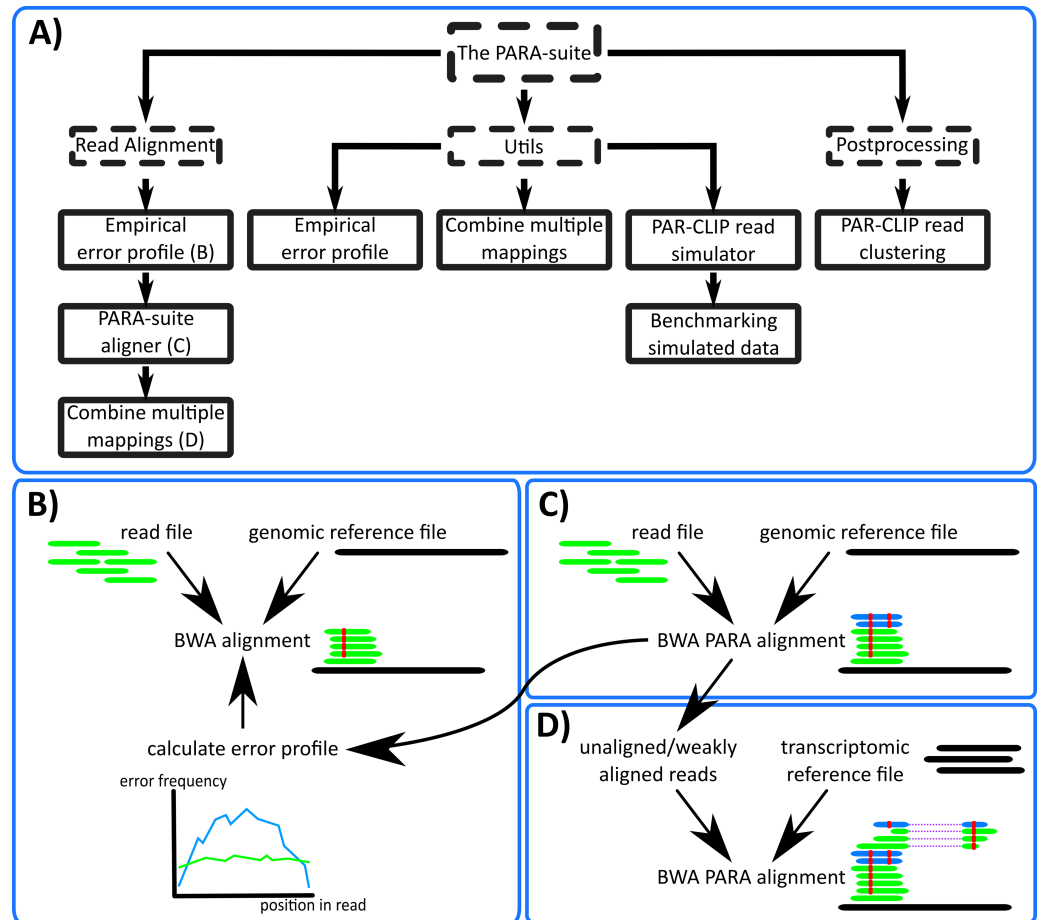 A)
The PARA-suite
Read Alignment
Utils
Postprocessing
Empirical
error profile (B)
Empirical
error profile
Combine multiple
mappings
PAR-CLIP read
simulator
PAR-CLIP read
clustering
PARA-suite
aligner (C)
Benchmarking
simulated data
Combine multiple
mappings (D)
B)
read file
genomic reference file
BWA alignment
calculate error profile
error frequency
position in read
C)
read file
genomic reference file
BWA PARA alignment
D)
unaligned/weakly
aligned reads
transcriptomic
reference file
BWA PARA alignment